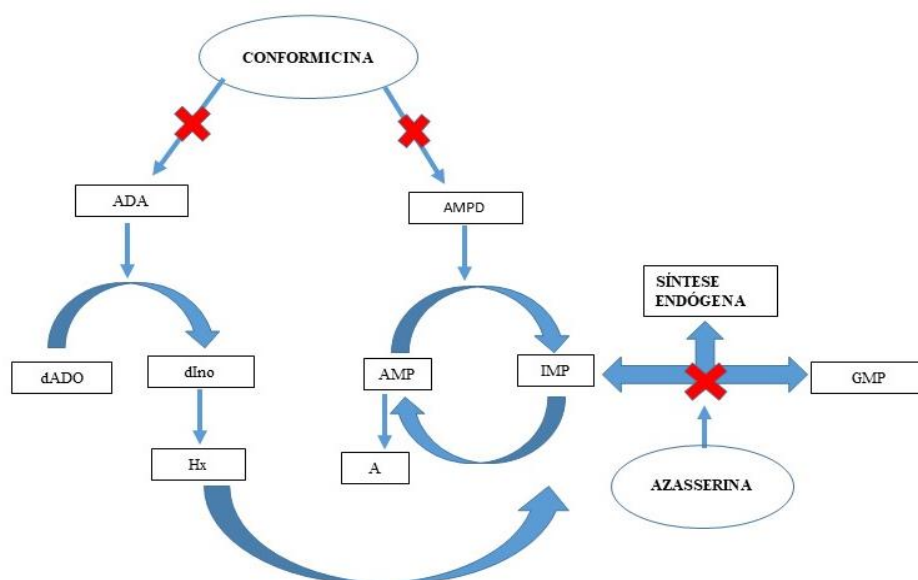 CONFORMICINA
ADA
AMPD
SÍNTESE
ENDÓGENA
dADO
dIno
AMP
IMP
GMP
Hx
A
AZASSERINA